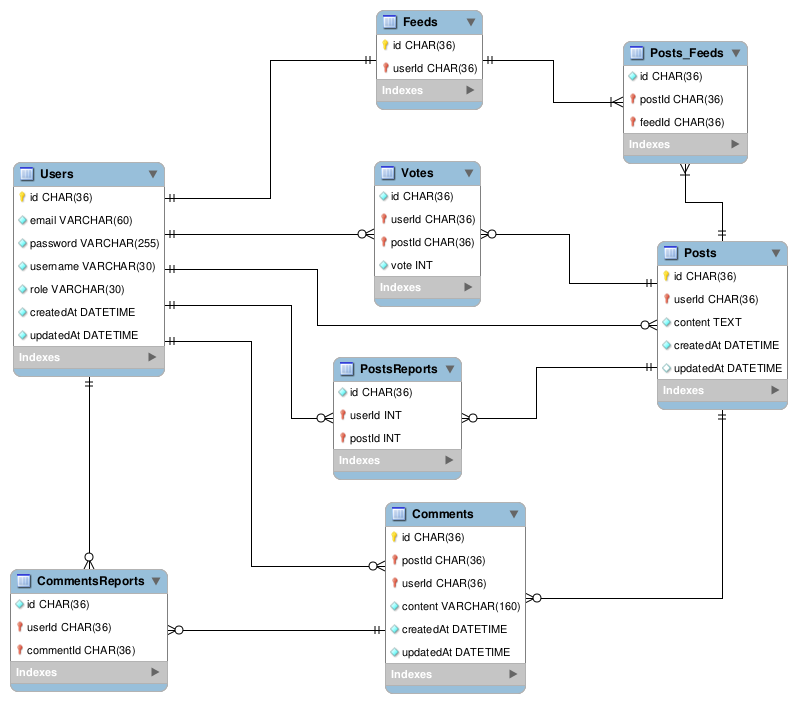 Feeds
id CHAR(36)
userId CHAR(36)
Indexes
Posts_Feeds
id CHAR(36)
postId CHAR(36)
feedId CHAR(36)
Indexes
Users
id CHAR(36)
email VARCHAR(60)
password VARCHAR(255)
username VARCHAR(30)
role VARCHAR(30)
createdAt DATETIME
updatedAt DATETIME
Indexes
Votes
id CHAR(36)
userId CHAR(36)
postId CHAR(36)
vote INT
Indexes
Posts
id CHAR(36)
userId CHAR(36)
content TEXT
createdAt DATETIME
updatedAt DATETIME
Indexes
PostsReports
id CHAR(36)
userId INT
postId INT
Indexes
Comments
id CHAR(36)
postId CHAR(36)
userId CHAR(36)
content VARCHAR(160)
createdAt DATETIME
updatedAt DATETIME
Indexes
CommentsReports
id CHAR(36)
userId CHAR(36)
commentId CHAR(36)
Indexes